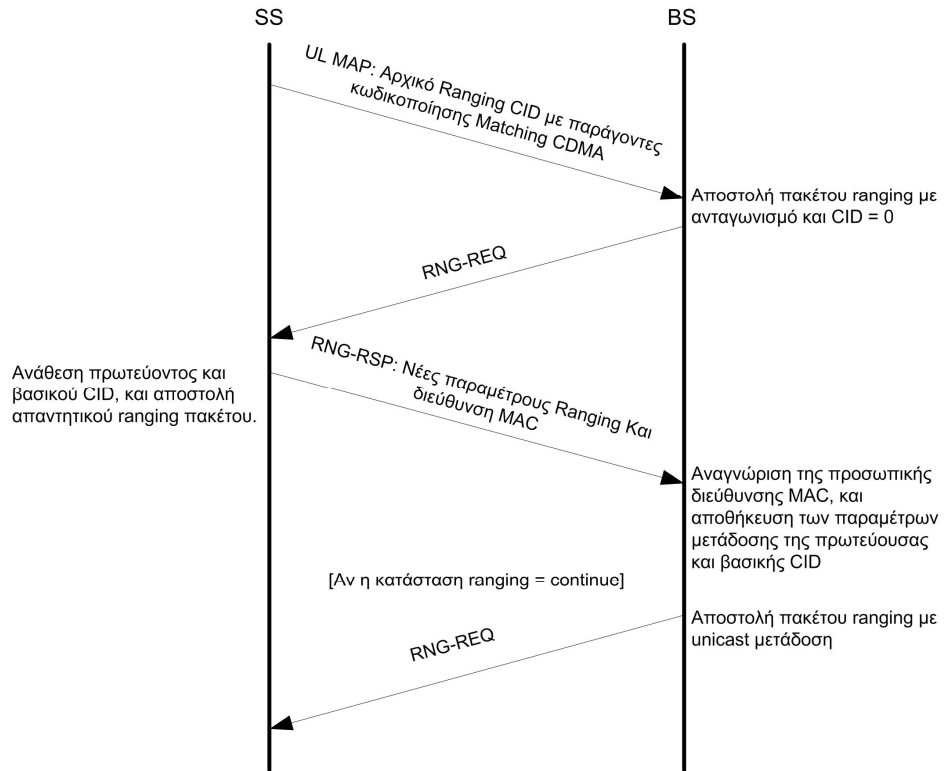 SS
BS
UL MAP: Αρχικό Ranging CID με παράγοντες
κωδικοποίησης Matching CDMA
Αποστολή πακέτου ranging με
ανταγωνισμό και CID = 0
RNG-REQ
RNG-RSP: Νέες παραμέτρους Ranging Και
διεύθυνση MAC
Ανάθεση πρωτεύοντος και
βασικού CID, και αποστολή
απαντητικού ranging πακέτου.
Αναγνώριση της προσωπικής
διεύθυνσης MAC, και
αποθήκευση των παραμέτρων
μετάδοσης της πρωτεύουσας
και βασικής CID
[Αν η κατάσταση ranging = continue]
Αποστολή πακέτου ranging με
unicast μετάδοση
RNG-REQ